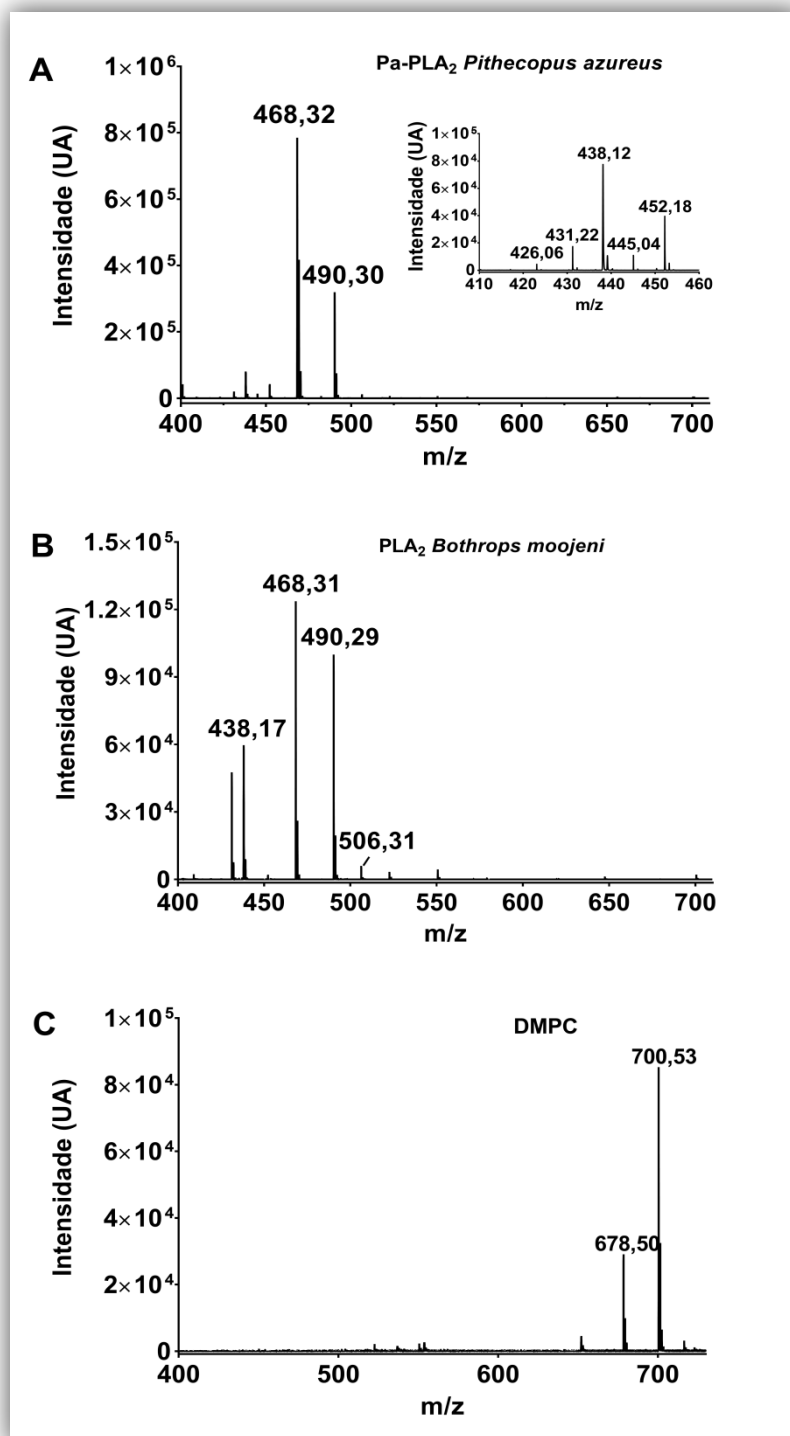 A
Pa-PLA₂ Pithecopus azureus
Intensidade (UA)
1×10⁶
8×10⁵
6×10⁵
4×10⁵
2×10⁵
0
468,32
490,30
400 450 500 550 600 650 700
m/z
Intensidade (UA)
1×10⁵
8×10⁴
6×10⁴
4×10⁴
2×10⁴
0
438,12
452,18
431,22
445,04
426,06
410 420 430 440 450 460
m/z
B
PLA₂ Bothrops moojeni
Intensidade (UA)
1.5×10⁵
1.2×10⁵
9×10⁴
6×10⁴
3×10⁴
0
468,31
490,29
438,17
506,31
400 450 500 550 600 650 700
m/z
C
DMPC
Intensidade (UA)
1×10⁵
8×10⁴
6×10⁴
4×10⁴
2×10⁴
0
700,53
678,50
400 500 600 700
m/z